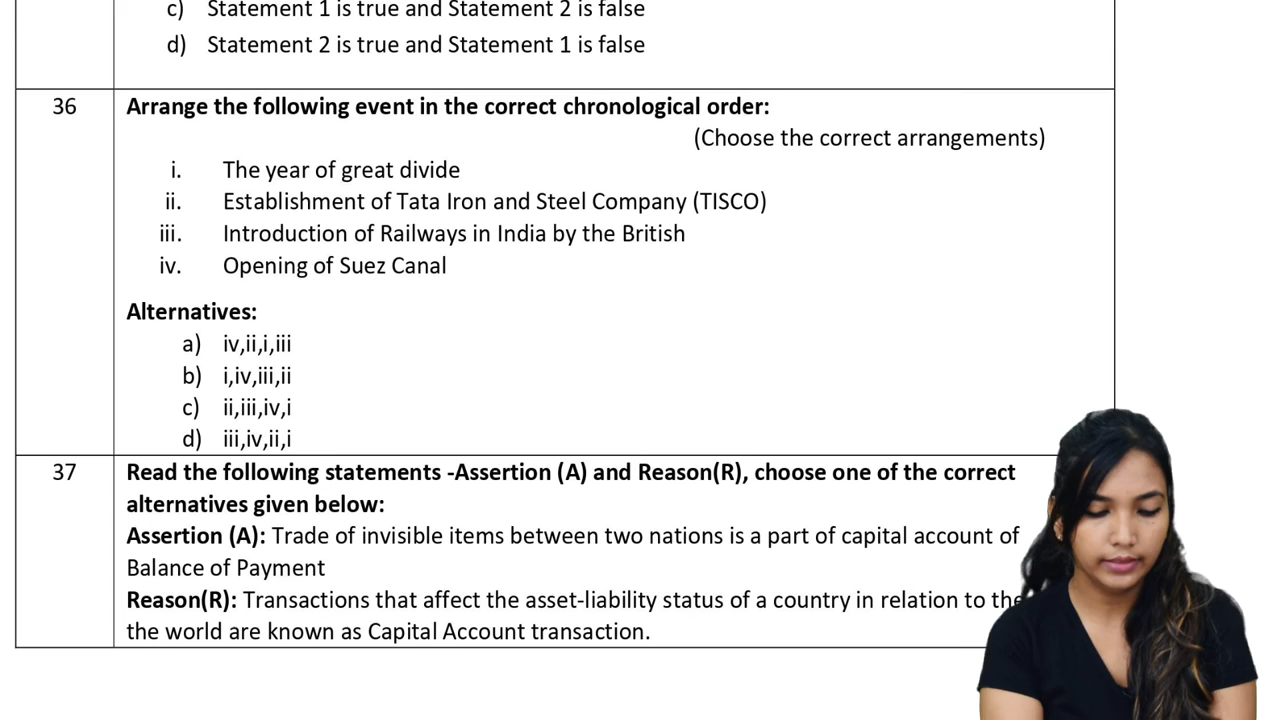 c) Statement 1 is true and Statement 2 is false
d) Statement 2 is true and Statement 1 is false
36
Arrange the following event in the correct chronological order:
(Choose the correct arrangements)
i. The year of great divide
ii. Establishment of Tata Iron and Steel Company (TISCO)
iii. Introduction of Railways in India by the British
iv. Opening of Suez Canal
Alternatives:
a) iv,ii,i,iii
b) i,iv,iii,ii
c) ii,iii,iv,i
d) iii,iv,ii,i
37
Read the following statements -Assertion (A) and Reason(R), choose one of the correct
alternatives given below:
Assertion (A): Trade of invisible items between two nations is a part of capital account of
Balance of Payment
Reason(R): Transactions that affect the asset-liability status of a country in relation to the
the world are known as Capital Account transaction.